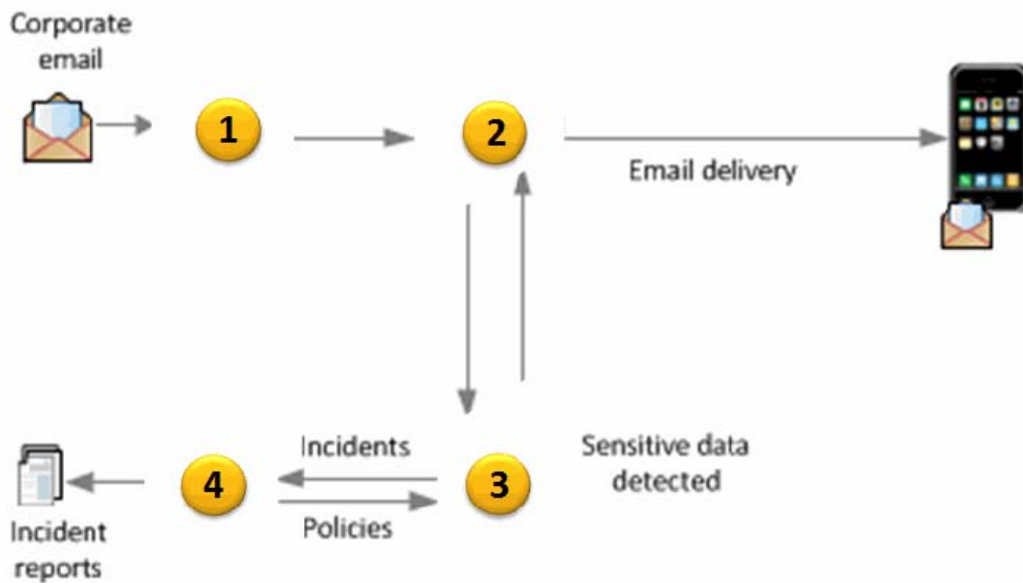 Corporate
email
1
2
Email delivery
Incidents
4
3
Policies
Sensitive data
detected
Incident
reports